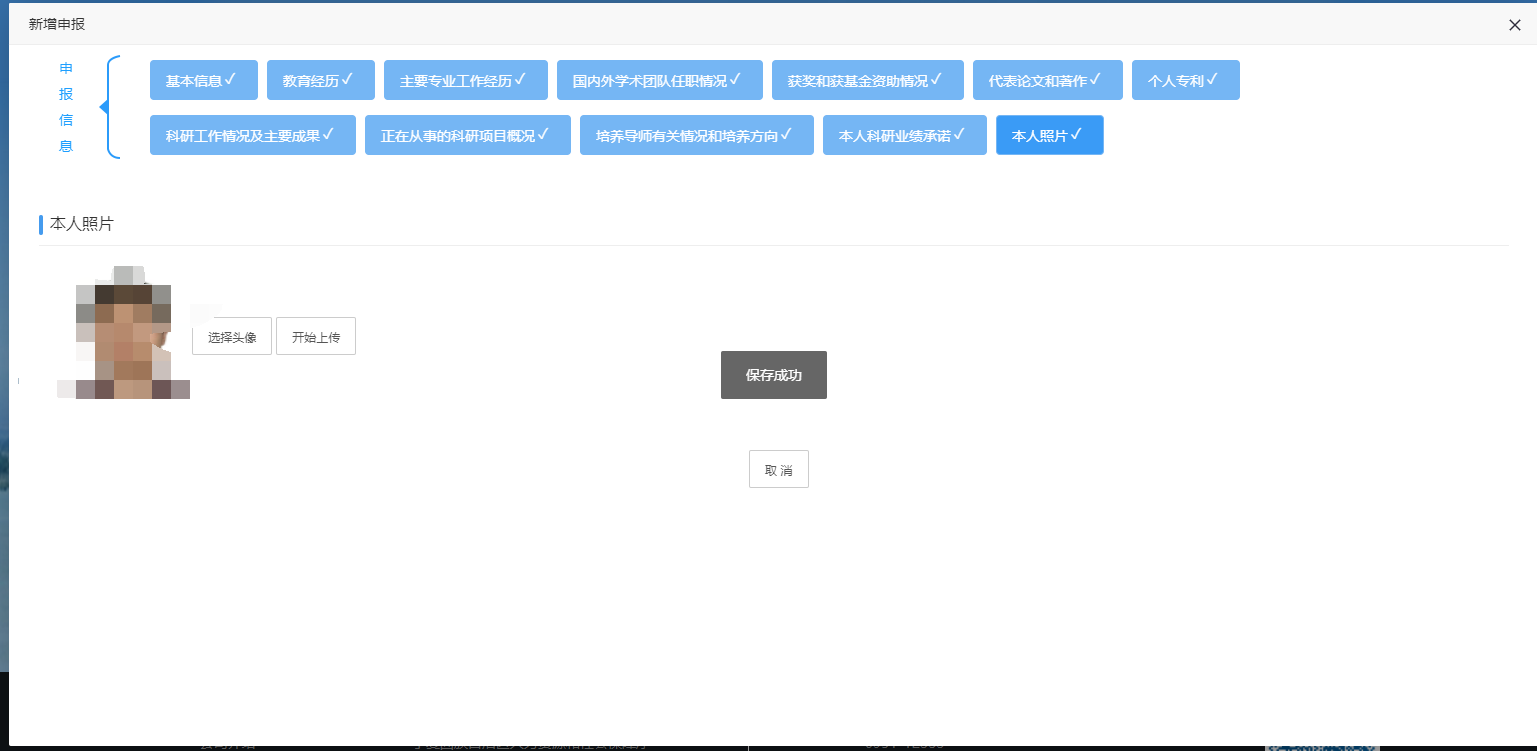 新增申报
申
报
信
息
基本信息✓ 教育经历✓ 主要专业工作经历✓ 国内外学术团队任职情况✓ 获奖和获基金资助情况✓ 代表论文和著作✓ 个人专利✓
科研工作情况及主要成果✓ 正在从事的科研项目概况✓ 培养导师有关情况和培养方向✓ 本人科研业绩承诺✓ 本人照片✓
本人照片
选择头像 开始上传
保存成功
取 消